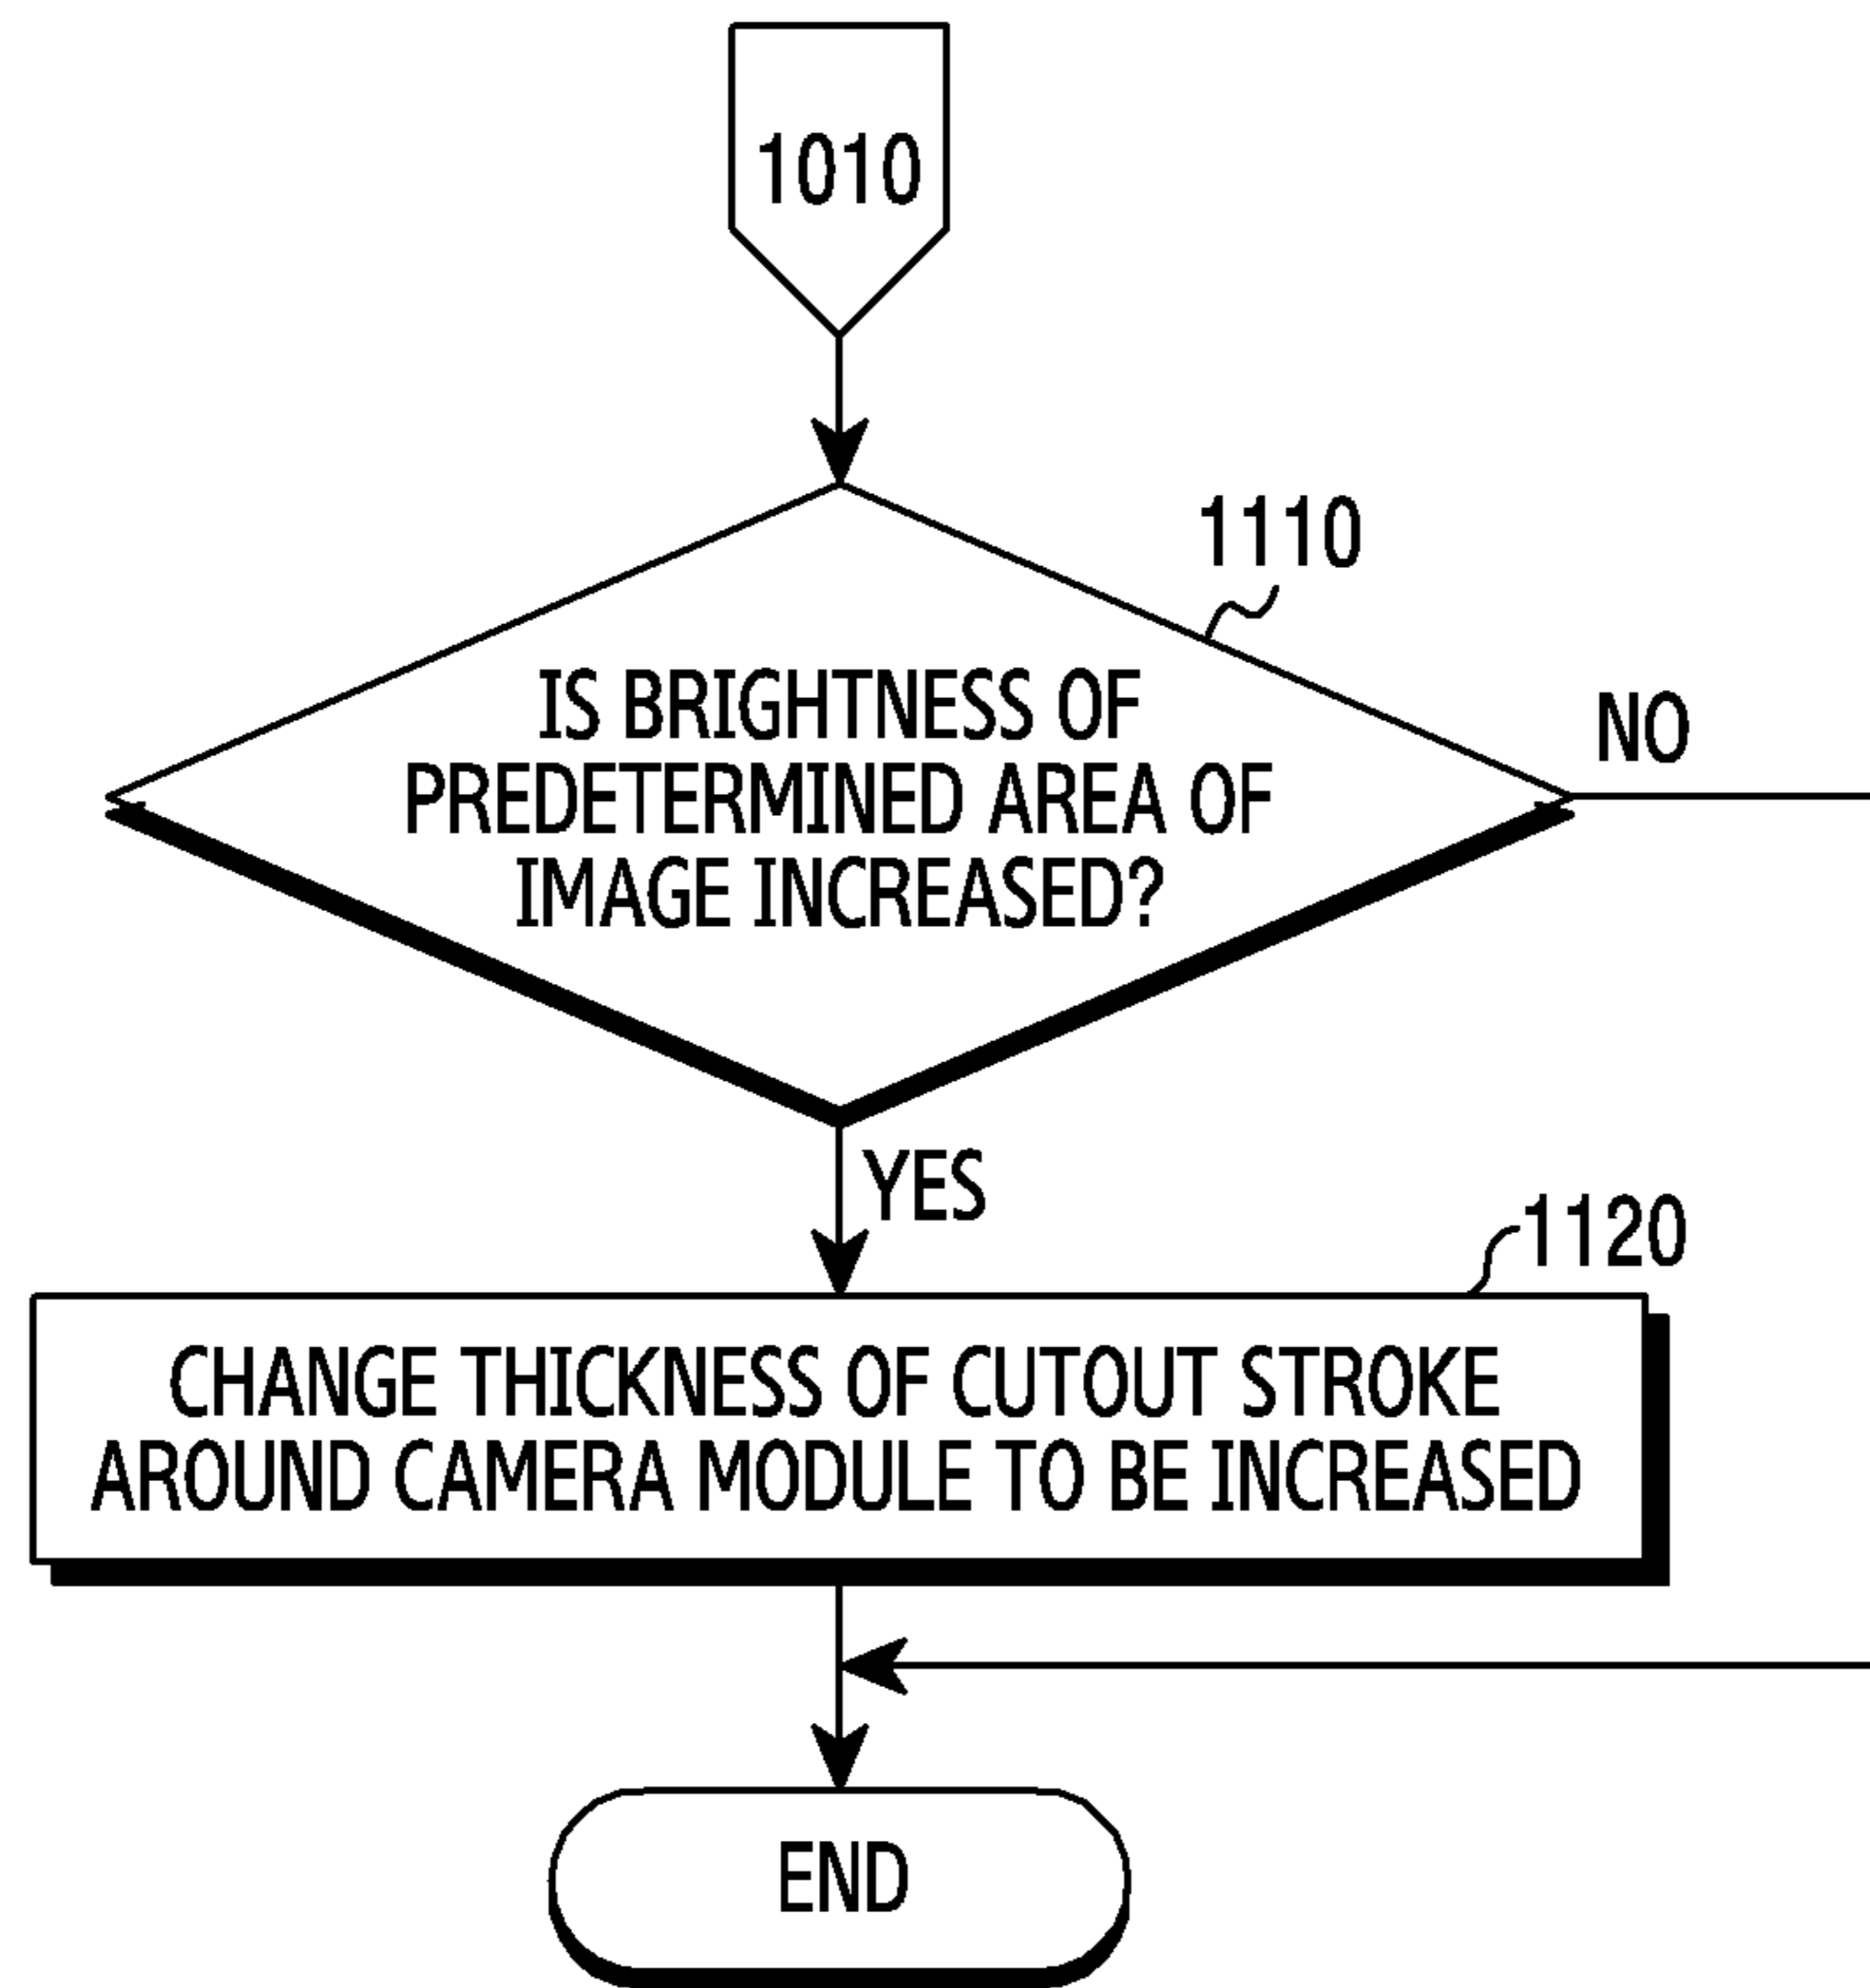 1010
1110
IS BRIGHTNESS OF
PREDETERMINED AREA OF
IMAGE INCREASED?
NO
YES
1120
CHANGE THICKNESS OF CUTOUT STROKE
AROUND CAMERA MODULE TO BE INCREASED
END